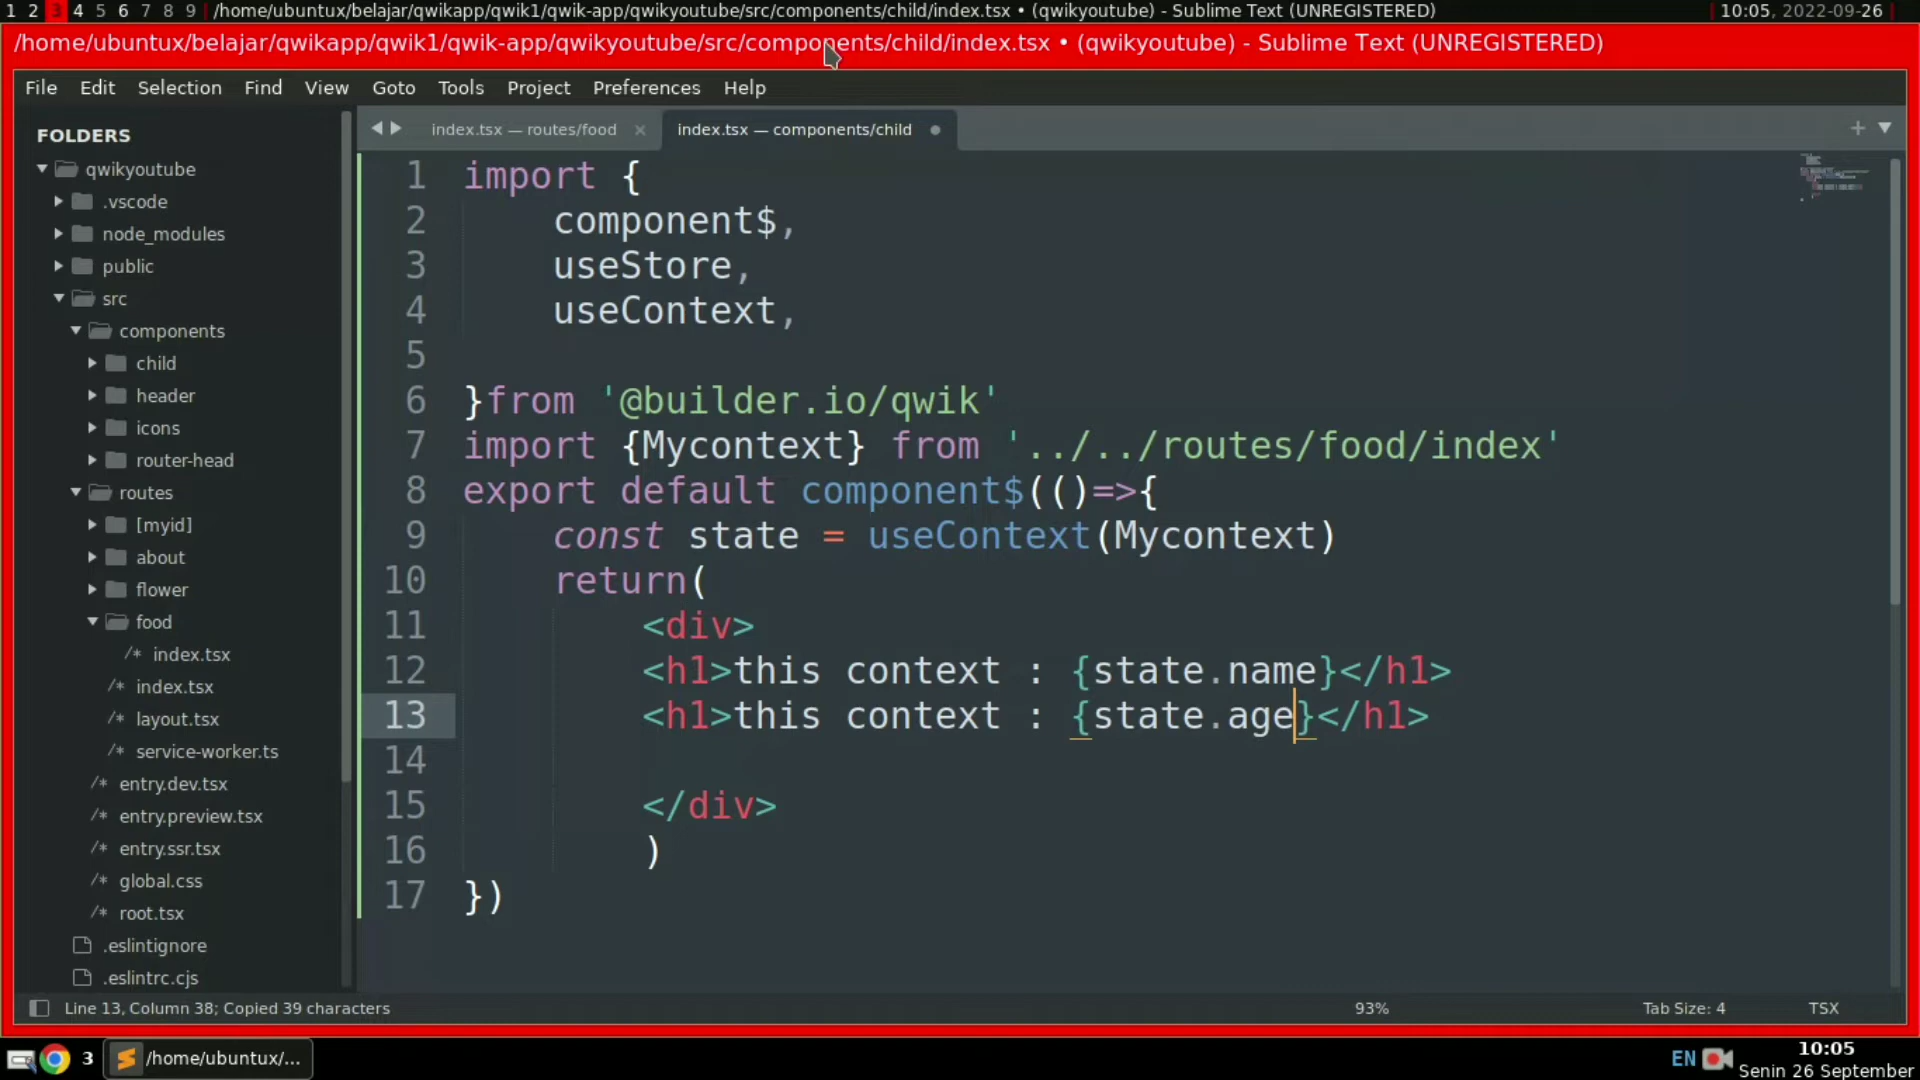 1 2 3 4 5 6 7 8 9 /home/ubuntux/belajar/qwikapp/qwik1/qwik-app/qwikyoutube/src/components/child/index.tsx • (qwikyoutube) - Sublime Text (UNREGISTERED) 10:05, 2022-09-26
/home/ubuntux/belajar/qwikapp/qwik1/qwik-app/qwikyoutube/src/components/child/index.tsx • (qwikyoutube) - Sublime Text (UNREGISTERED)
File Edit Selection Find View Goto Tools Project Preferences Help
FOLDERS
qwikyoutube
.vscode
node_modules
public
src
components
child
header
icons
router-head
routes
[myid]
about
flower
food
/* index.tsx
/* index.tsx
/* layout.tsx
/* service-worker.ts
/* entry.dev.tsx
/* entry.preview.tsx
/* entry.ssr.tsx
/* global.css
/* root.tsx
.eslintignore
.eslintrc.cjs
index.tsx — routes/food × index.tsx — components/child •
1 import {
2 component$,
3 useStore,
4 useContext,
5
6 }from '@builder.io/qwik'
7 import {Mycontext} from '../../routes/food/index'
8 export default component$(()=>{
9 const state = useContext(Mycontext)
10 return(
11 <div>
12 <h1>this context : {state.name}</h1>
13 <h1>this context : {state.age}</h1>
14
15 </div>
16 )
17 })
Line 13, Column 38; Copied 39 characters 93% Tab Size: 4 TSX
3 /home/ubuntux/... EN 10:05
Senin 26 September